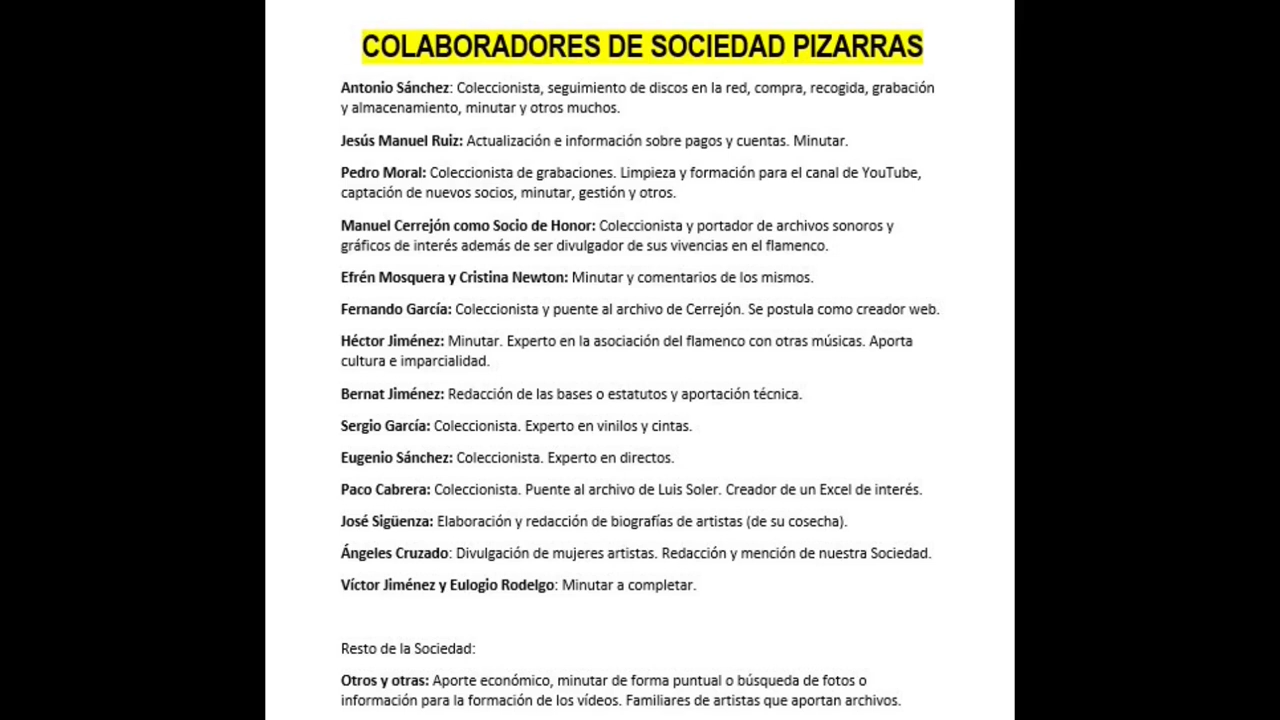 COLABORADORES DE SOCIEDAD PIZARRAS
Antonio Sánchez: Coleccionista, seguimiento de discos en la red, compra, recogida, grabación
y almacenamiento, minutar y otros muchos.
Jesús Manuel Ruiz: Actualización e información sobre pagos y cuentas. Minutar.
Pedro Moral: Coleccionista de grabaciones. Limpieza y formación para el canal de YouTube,
captación de nuevos socios, minutar, gestión y otros.
Manuel Cerrejón como Socio de Honor: Coleccionista y portador de archivos sonoros y
gráficos de interés además de ser divulgador de sus vivencias en el flamenco.
Efrén Mosquera y Cristina Newton: Minutar y comentarios de los mismos.
Fernando García: Coleccionista y puente al archivo de Cerrejón. Se postula como creador web.
Héctor Jiménez: Minutar. Experto en la asociación del flamenco con otras músicas. Aporta
cultura e imparcialidad.
Bernat Jiménez: Redacción de las bases o estatutos y aportación técnica.
Sergio García: Coleccionista. Experto en vinilos y cintas.
Eugenio Sánchez: Coleccionista. Experto en directos.
Paco Cabrera: Coleccionista. Puente al archivo de Luis Soler. Creador de un Excel de interés.
José Sigüenza: Elaboración y redacción de biografías de artistas (de su cosecha).
Ángeles Cruzado: Divulgación de mujeres artistas. Redacción y mención de nuestra Sociedad.
Víctor Jiménez y Eulogio Rodelgo: Minutar a completar.
Resto de la Sociedad:
Otros y otras: Aporte económico, minutar de forma puntual o búsqueda de fotos o
información para la formación de los vídeos. Familiares de artistas que aportan archivos.